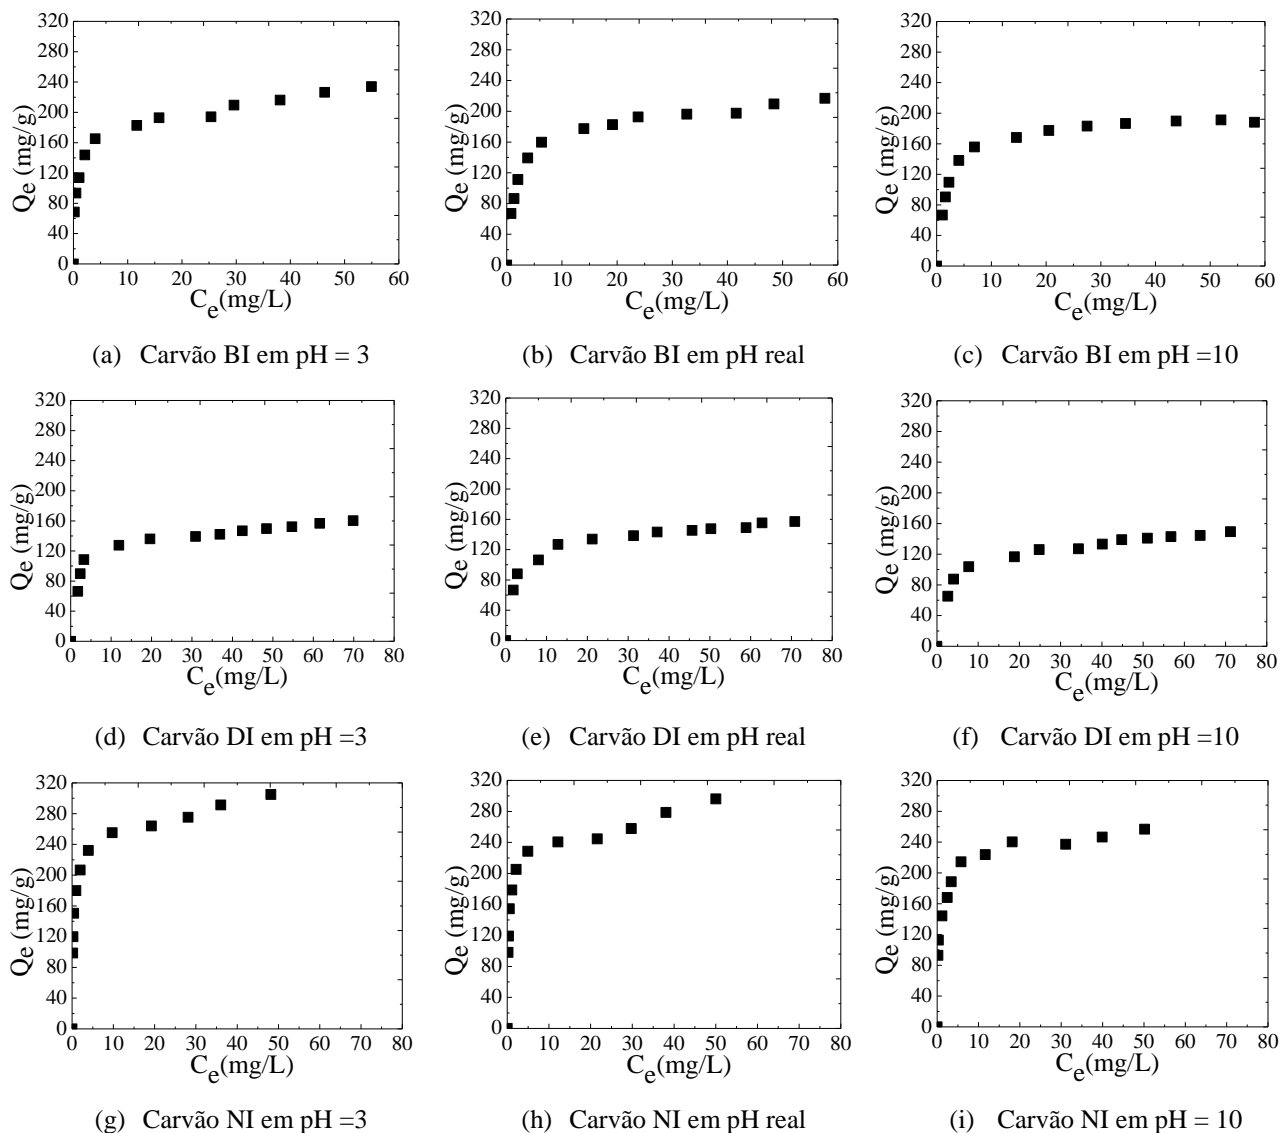 320
280
240
200
160
120
80
40
0
Qe (mg/g)
0 10 20 30 40 50 60
Ce(mg/L)
320
280
240
200
160
120
80
40
0
Qe (mg/g)
0 10 20 30 40 50 60
Ce(mg/L)
320
280
240
200
160
120
80
40
0
Qe (mg/g)
0 10 20 30 40 50 60
Ce(mg/L)
(a) Carvão BI em pH = 3
(b) Carvão BI em pH real
(c) Carvão BI em pH =10
320
280
240
200
160
120
80
40
0
Qe (mg/g)
0 10 20 30 40 50 60 70 80
Ce(mg/L)
320
280
240
200
160
120
80
40
0
Qe (mg/g)
0 10 20 30 40 50 60 70 80
Ce(mg/L)
320
280
240
200
160
120
80
40
0
Qe (mg/g)
0 10 20 30 40 50 60 70 80
Ce(mg/L)
(d) Carvão DI em pH =3
(e) Carvão DI em pH real
(f) Carvão DI em pH =10
320
280
240
200
160
120
80
40
0
Qe (mg/g)
0 10 20 30 40 50 60 70 80
Ce(mg/L)
320
280
240
200
160
120
80
40
0
Qe (mg/g)
0 10 20 30 40 50 60 70 80
Ce(mg/L)
320
280
240
200
160
120
80
40
0
Qe (mg/g)
0 10 20 30 40 50 60 70 80
Ce(mg/L)
(g) Carvão NI em pH =3
(h) Carvão NI em pH real
(i) Carvão NI em pH = 10